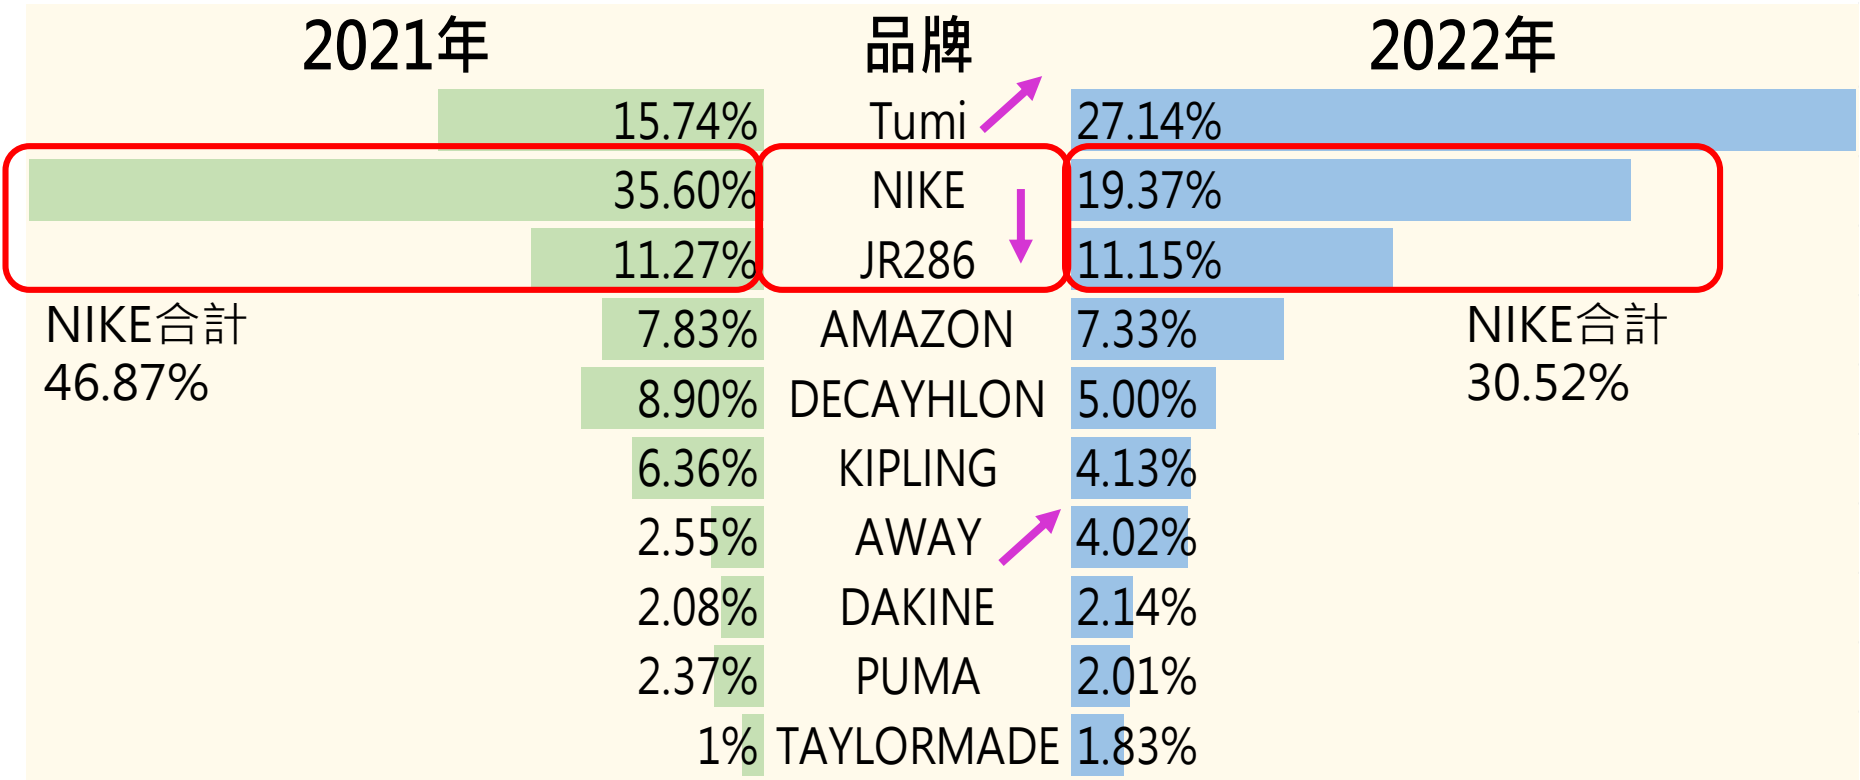 2021年 品牌 2022年
15.74% Tumi 27.14%
35.60% NIKE 19.37%
11.27% JR286 11.15%
7.83% AMAZON 7.33%
8.90% DECAYHLON 5.00%
6.36% KIPLING 4.13%
2.55% AWAY 4.02%
2.08% DAKINE 2.14%
2.37% PUMA 2.01%
1% TAYLORMADE 1.83%
NIKE合計
46.87%
NIKE合計
30.52%